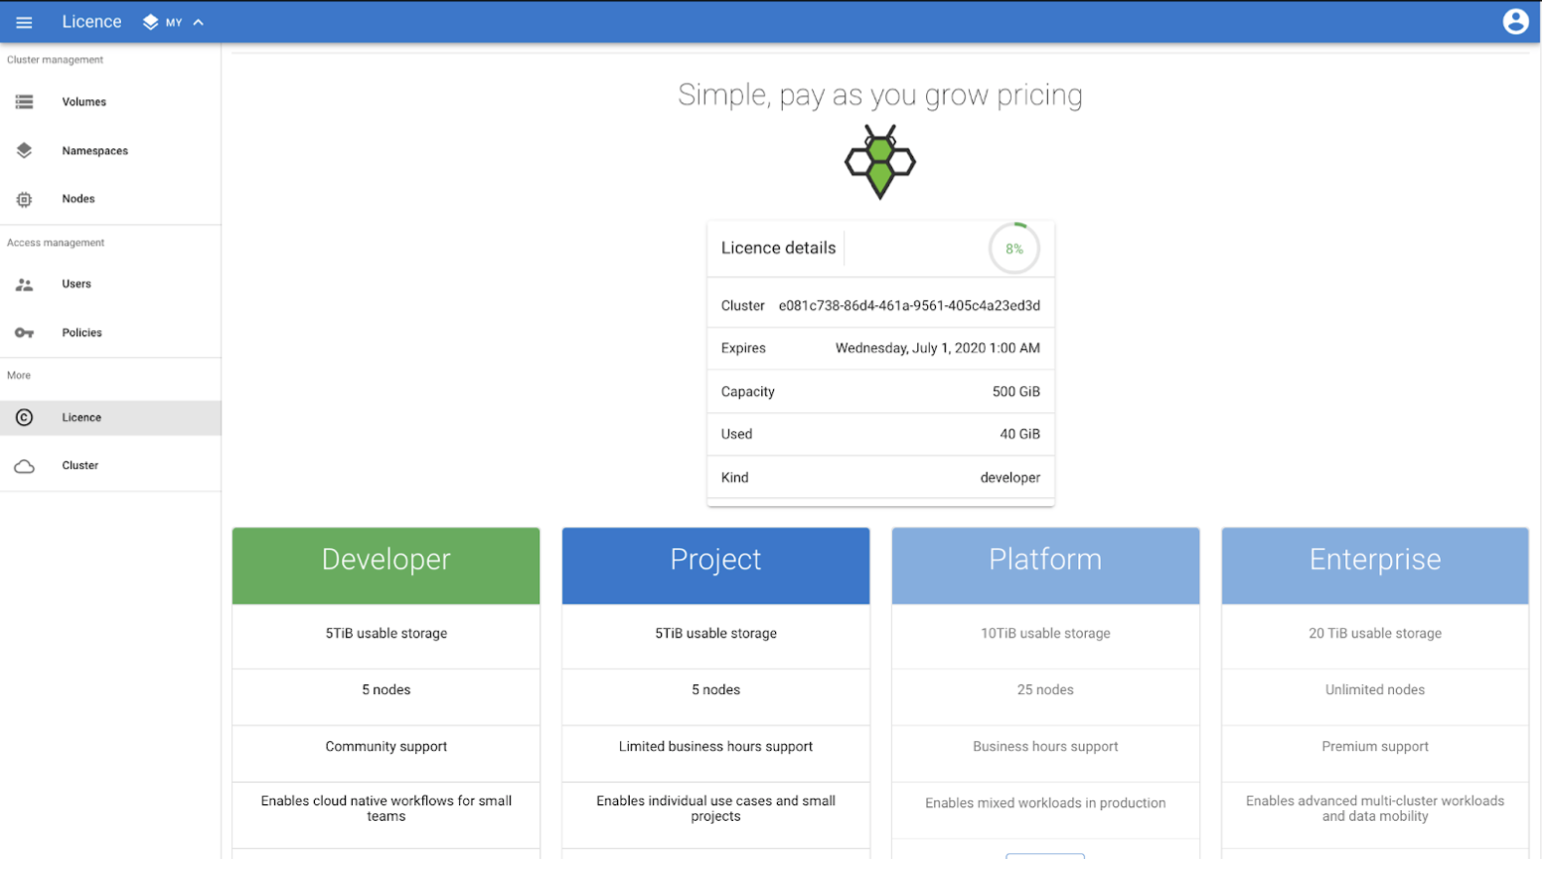 Licence MY
Cluster management
Volumes
Namespaces
Nodes
Access management
Users
Policies
More
Licence
Cluster
Simple, pay as you grow pricing
Licence details 8%
Cluster e081c738-86d4-461a-9561-405c4a23ed3d
Expires Wednesday, July 1, 2020 1:00 AM
Capacity 500 GiB
Used 40 GiB
Kind developer
Developer
5TiB usable storage
5 nodes
Community support
Enables cloud native workflows for small
teams
Project
5TiB usable storage
5 nodes
Limited business hours support
Enables individual use cases and small
projects
Platform
10TiB usable storage
25 nodes
Business hours support
Enables mixed workloads in production
Enterprise
20 TiB usable storage
Unlimited nodes
Premium support
Enables advanced multi-cluster workloads
and data mobility